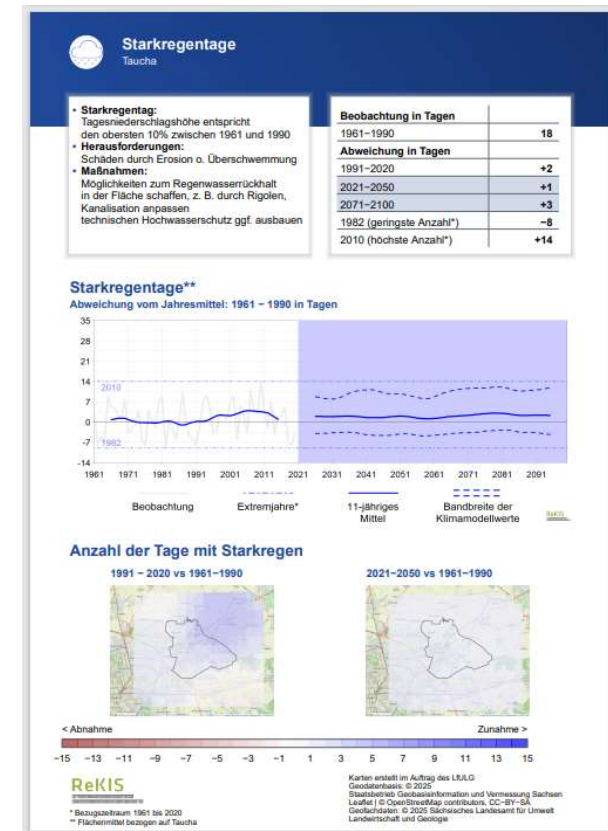 Starkregentage
Taucha
• Starkregentag:
Tagesniederschlagshöhe entspricht
den obersten 10% zwischen 1961 und 1990
• Herausforderungen:
Schäden durch Erosion o. Überschwemmung
• Maßnahmen:
Möglichkeiten zum Regenwasserrückhalt
in der Fläche schaffen, z. B. durch Rigolen,
Kanalisation anpassen
technischen Hochwasserschutz ggf. ausbauen
Beobachtung in Tagen
1961−1990 18
Abweichung in Tagen
1991−2020 +2
2021−2050 +1
2071−2100 +3
1982 (geringste Anzahl*) −8
2010 (höchste Anzahl*) +14
Starkregentage**
Abweichung vom Jahresmittel: 1961 − 1990 in Tagen
35
28
21
14
7
0
-7
-14
2010
1982
1961 1971 1981 1991 2001 2011 2021 2031 2041 2051 2061 2071 2081 2091
Beobachtung
Extremjahre*
11-jähriges
Mittel
Bandbreite der
Klimamodellwerte
ReKIS
Anzahl der Tage mit Starkregen
1991 − 2020 vs 1961−1990
2021−2050 vs 1961−1990
< Abnahme
Zunahme >
−15 −13 −11 −9 −7 −5 −3 −1 1 3 5 7 9 11 13 15
ReKIS
* Bezugszeitraum 1961 bis 2020
** Flächenmittel bezogen auf Taucha
Karten erstellt im Auftrag des LfULG
Geodatenbasis: © 2025
Staatsbetrieb Geobasisinformation und Vermessung Sachsen
Leaflet | © OpenStreetMap contributors, CC−BY−SA
Geofachdaten: © 2025 Sächsisches Landesamt für Umwelt
Landwirtschaft und Geologie